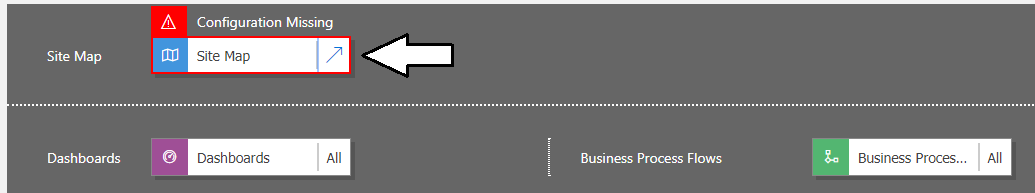 Configuration Missing
Site Map
Site Map
Dashboards
Dashboards
All
Business Process Flows
Business Proces...
All